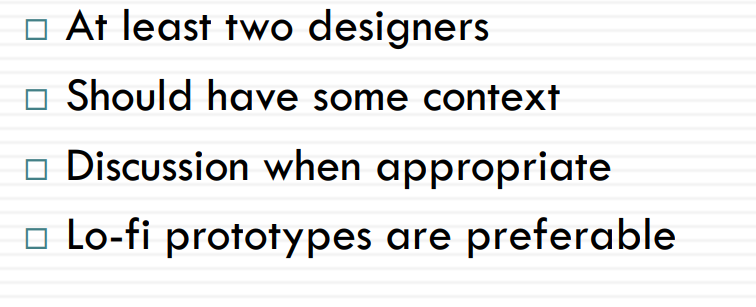 At least two designers
Should have some context
Discussion when appropriate
Lo-fi prototypes are preferable